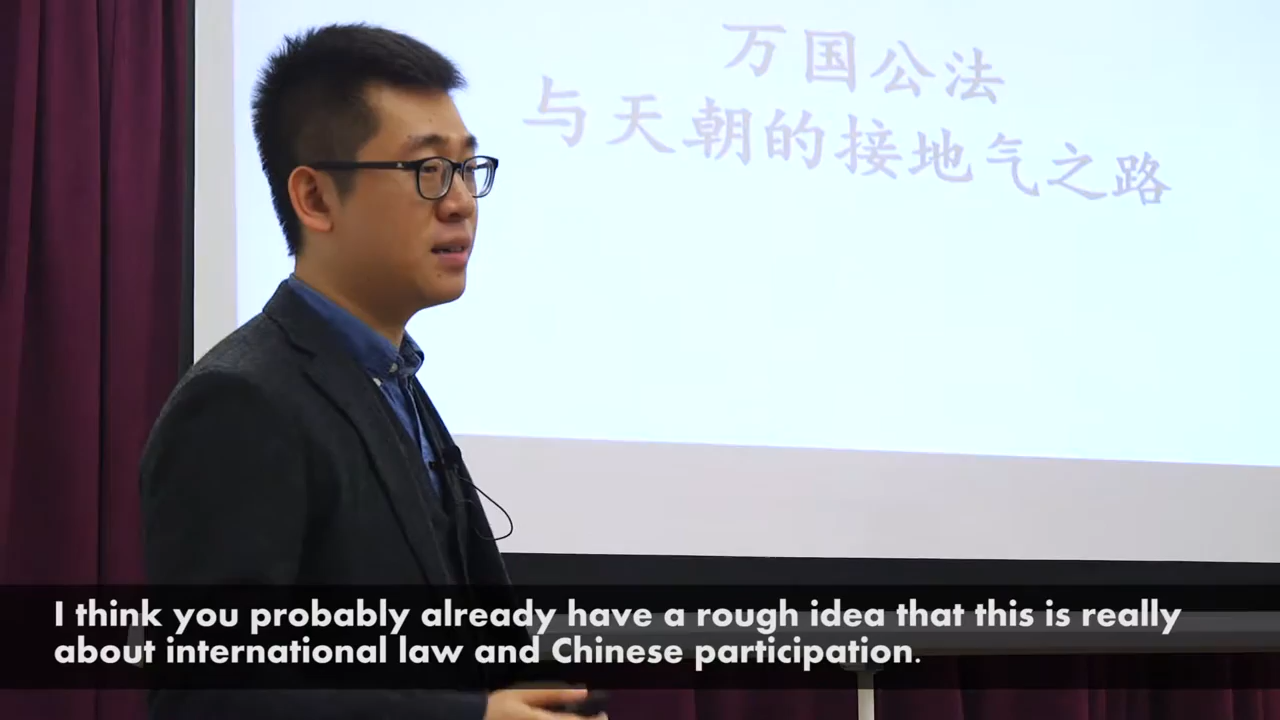 万国公法
与天朝的接地气之路
I think you probably already have a rough idea that this is really
about international law and Chinese participation.